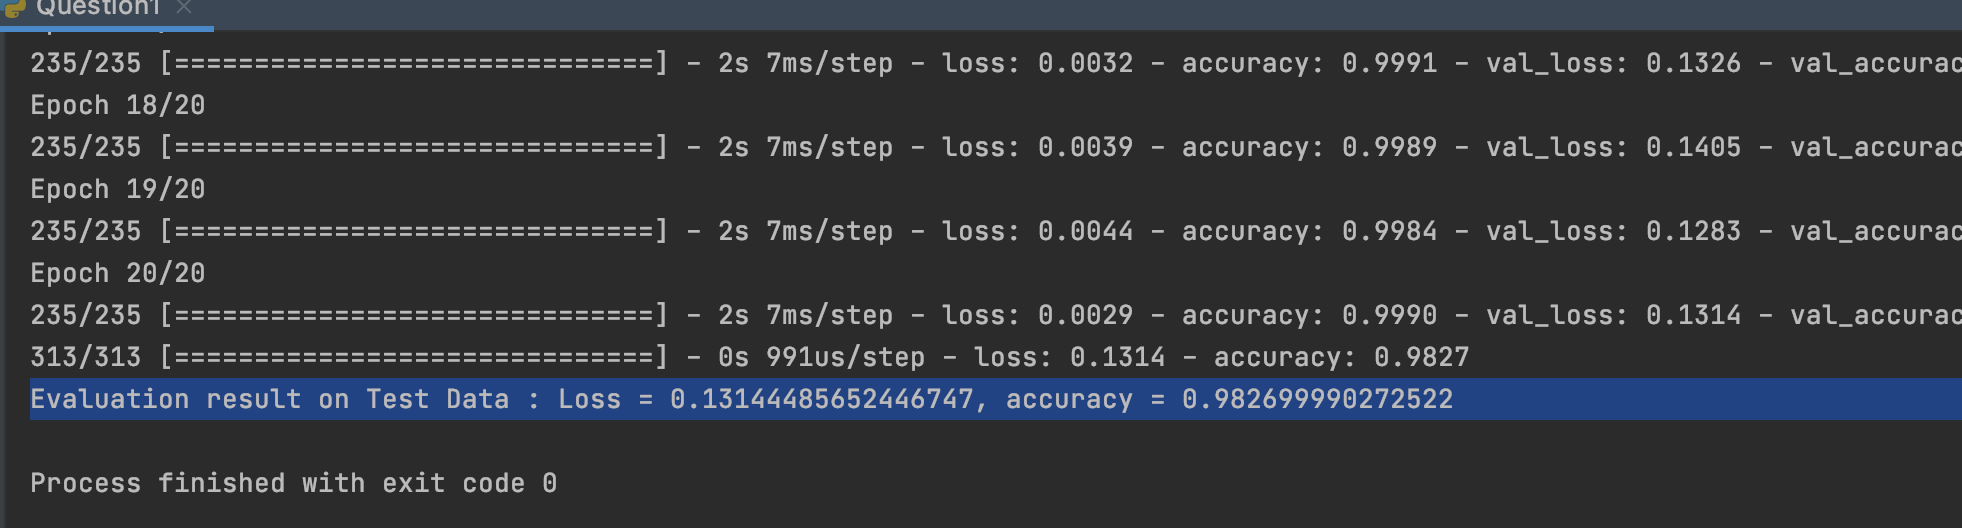 Question1
235/235 [==============================] - 2s 7ms/step - loss: 0.0032 - accuracy: 0.9991 - val_loss: 0.1326 - val_accurac
Epoch 18/20
235/235 [==============================] - 2s 7ms/step - loss: 0.0039 - accuracy: 0.9989 - val_loss: 0.1405 - val_accurac
Epoch 19/20
235/235 [==============================] - 2s 7ms/step - loss: 0.0044 - accuracy: 0.9984 - val_loss: 0.1283 - val_accurac
Epoch 20/20
235/235 [==============================] - 2s 7ms/step - loss: 0.0029 - accuracy: 0.9990 - val_loss: 0.1314 - val_accurac
313/313 [==============================] - 0s 991us/step - loss: 0.1314 - accuracy: 0.9827
Evaluation result on Test Data : Loss = 0.13144485652446747, accuracy = 0.982699990272522
Process finished with exit code 0